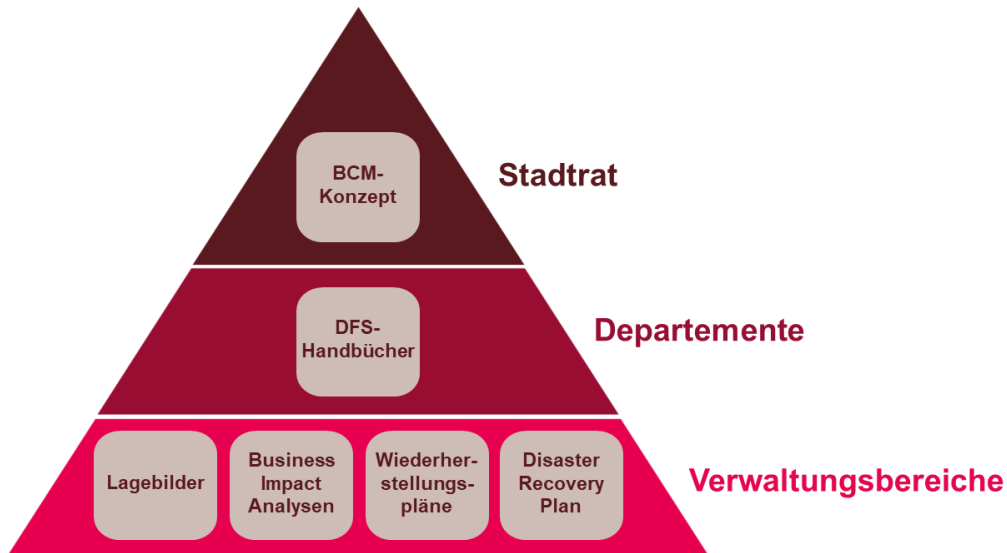 BCM-
Konzept
Stadtrat
DFS-
Handbücher
Departemente
Lagebilder
Business
Impact
Analysen
Wiederher-
stellungs-
pläne
Disaster
Recovery
Plan
Verwaltungsbereiche